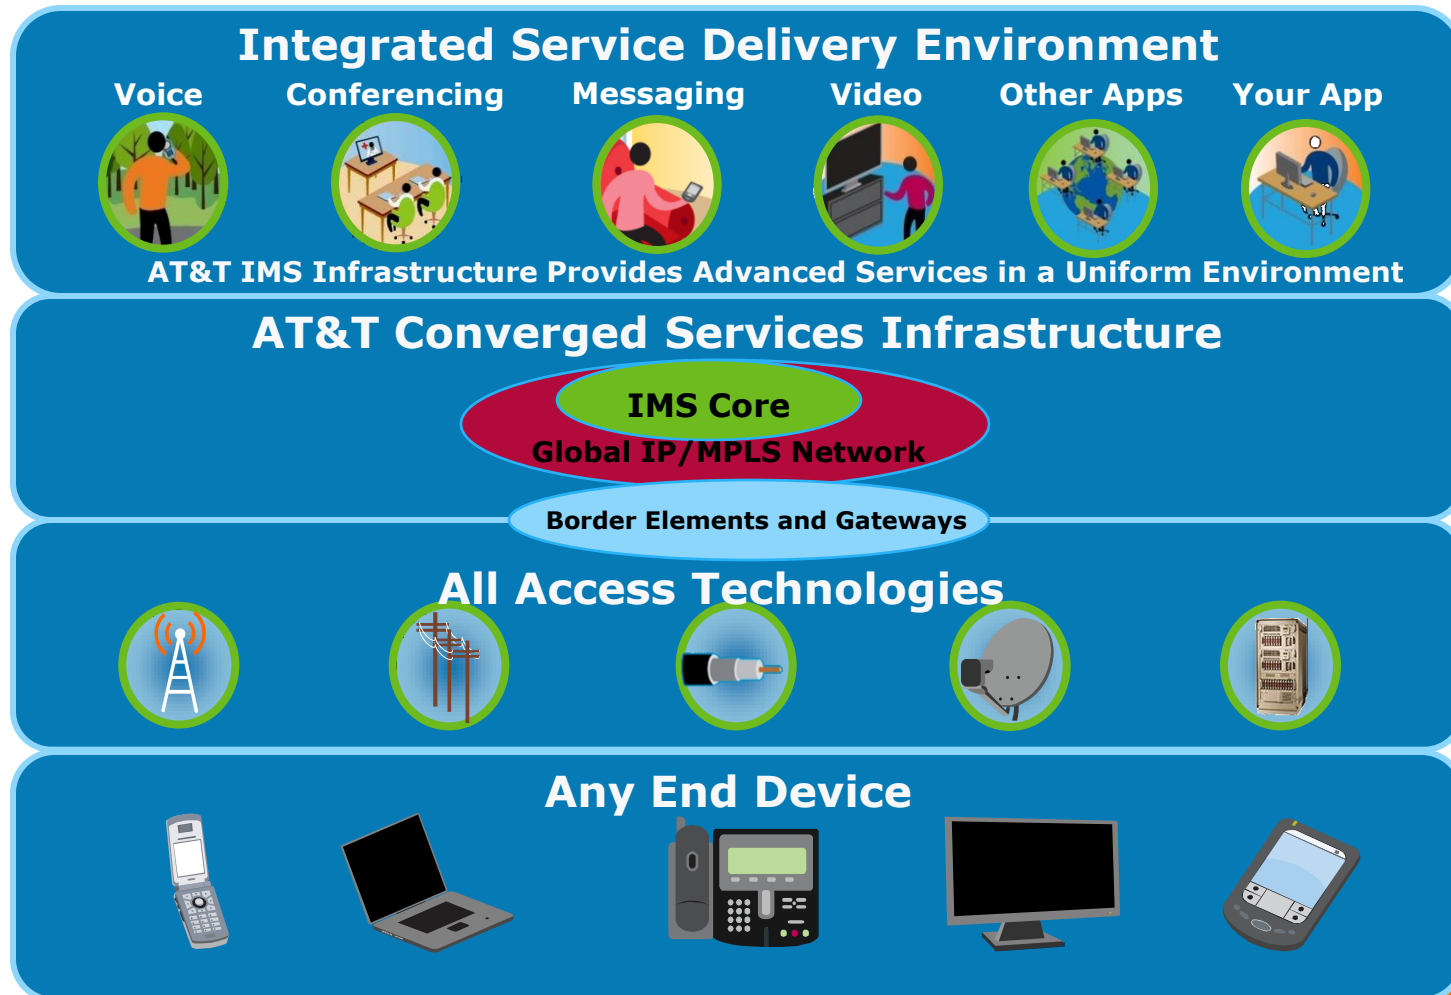 Integrated Service Delivery Environment
Voice Conferencing Messaging Video Other Apps Your App
AT&T IMS Infrastructure Provides Advanced Services in a Uniform Environment
AT&T Converged Services Infrastructure
IMS Core
Global IP/MPLS Network
Border Elements and Gateways
All Access Technologies
Any End Device